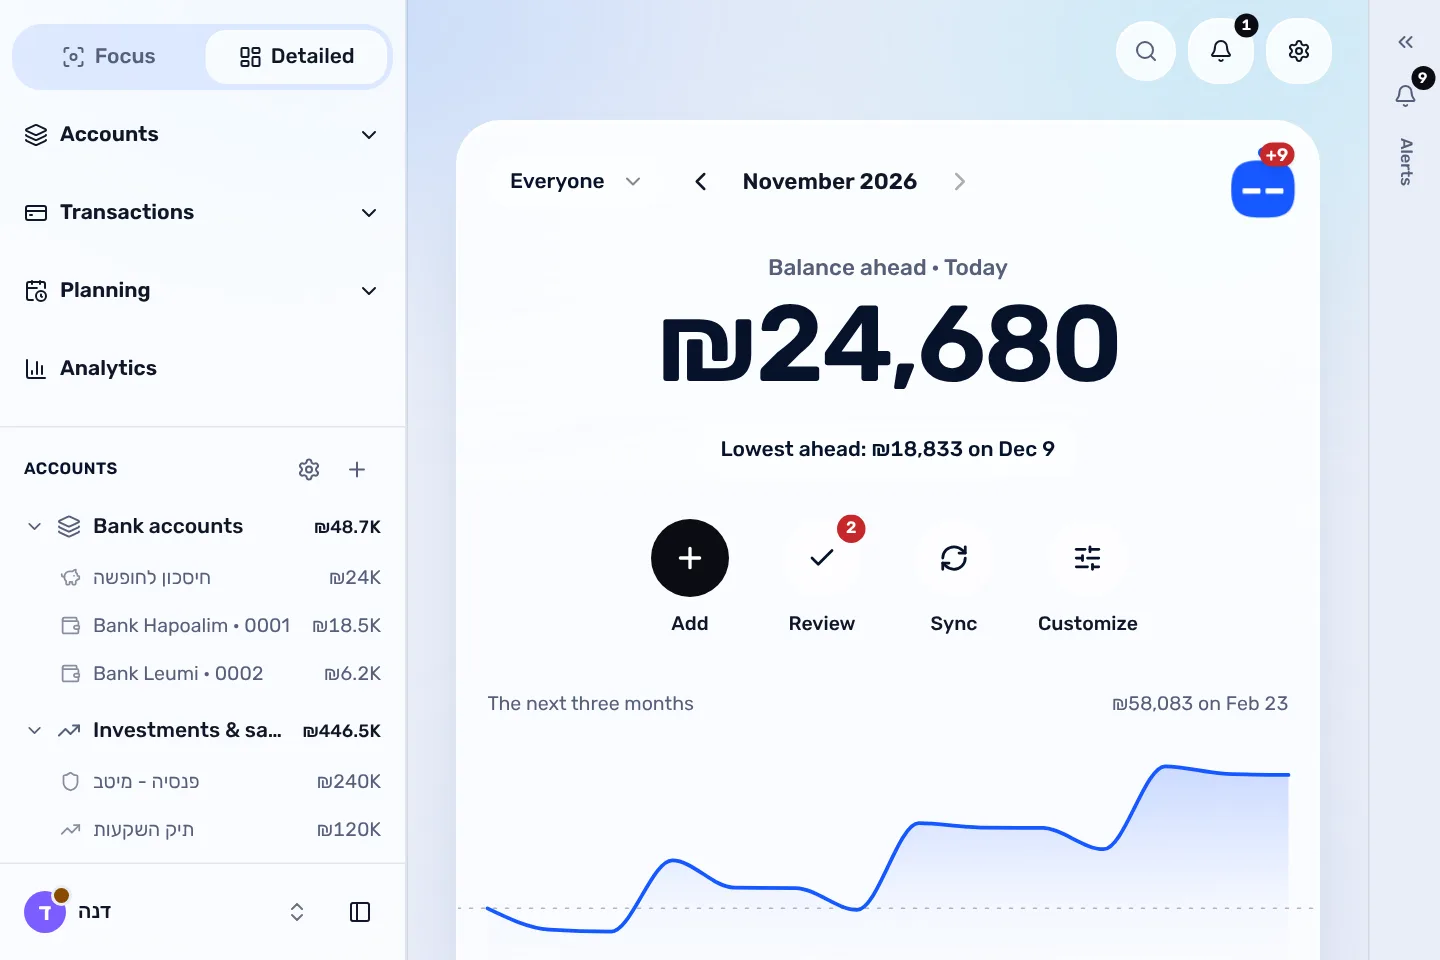 Focus
Detailed
Accounts
Transactions
Planning
Analytics
ACCOUNTS
Bank accounts ₪48.7K
חיסכון לחופשה ₪24K
Bank Hapoalim • 0001 ₪18.5K
Bank Leumi • 0002 ₪6.2K
Investments & sa... ₪446.5K
פנסיה - מיטב ₪240K
תיק השקעות ₪120K
ד
דנה
1
Everyone
November 2026
+9
Balance ahead • Today
₪24,680
Lowest ahead: ₪18,833 on Dec 9
Add
2
Review
Sync
Customize
The next three months
₪58,083 on Feb 23
9
Alerts